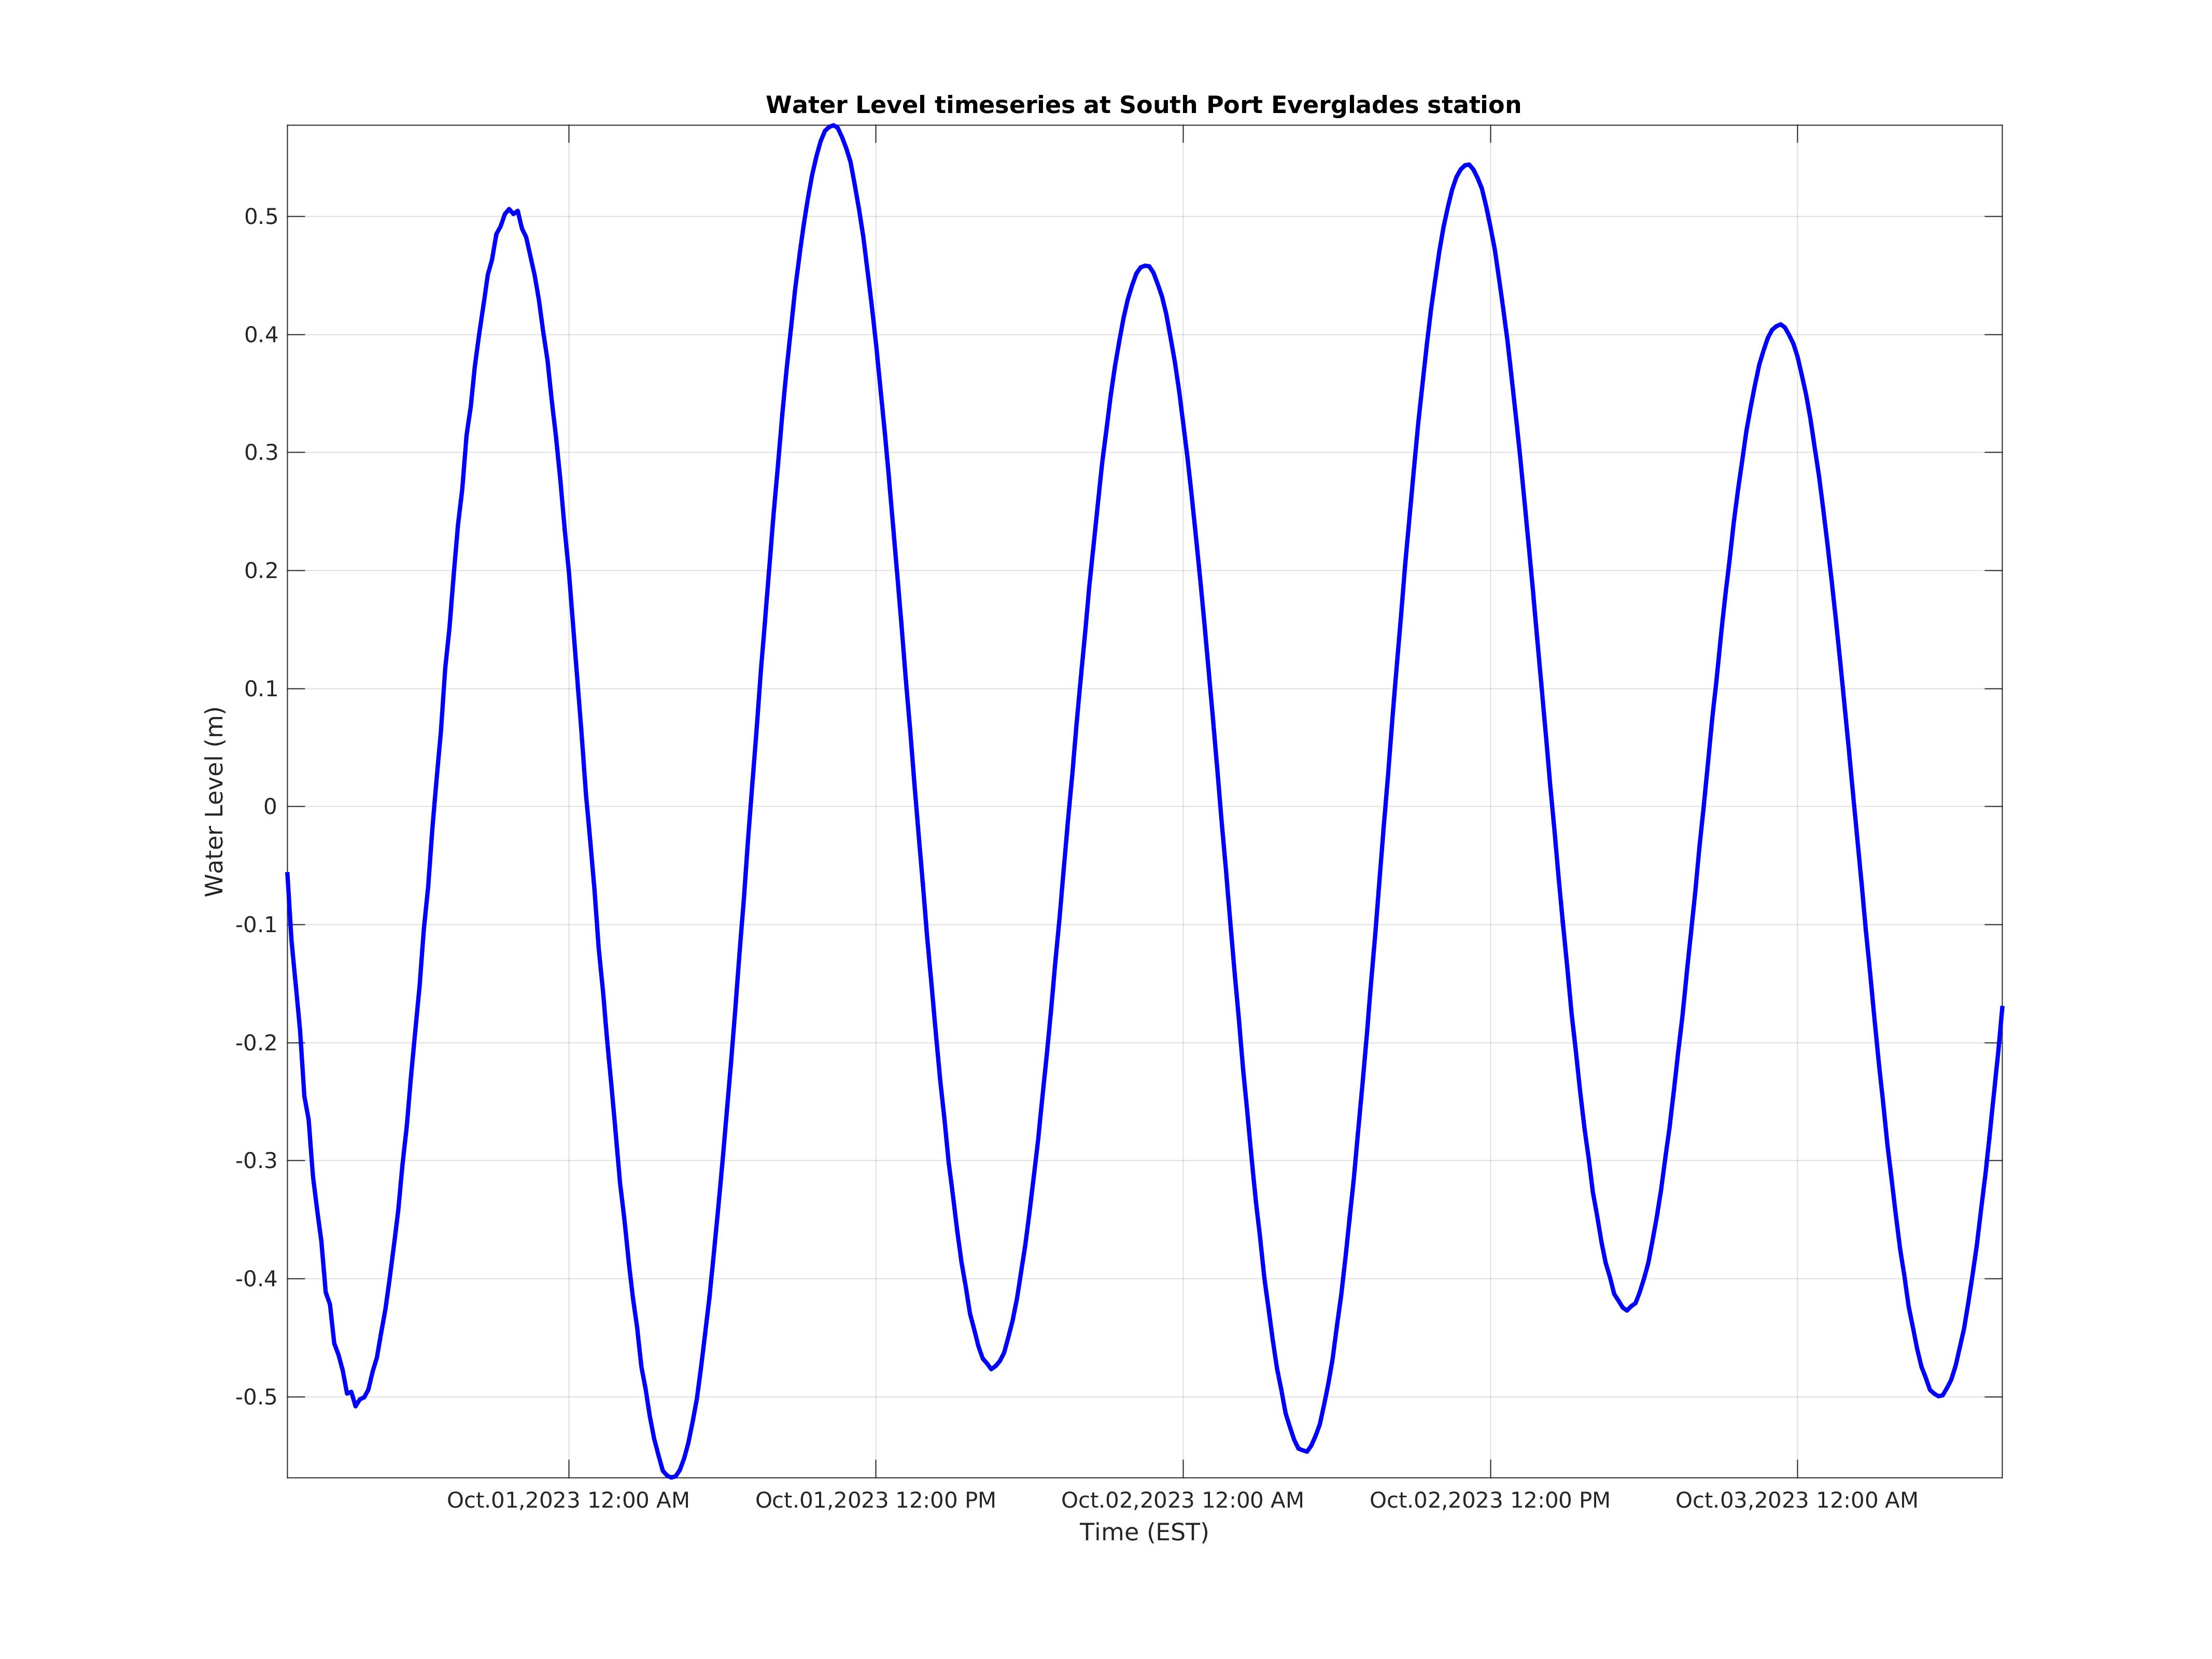 Water Level timeseries at South Port Everglades station
0.5
0.4
0.3
0.2
0.1
0
-0.1
-0.2
-0.3
-0.4
-0.5
Water Level (m)
Oct.01,2023 12:00 AM
Oct.01,2023 12:00 PM
Oct.02,2023 12:00 AM
Oct.02,2023 12:00 PM
Oct.03,2023 12:00 AM
Time (EST)